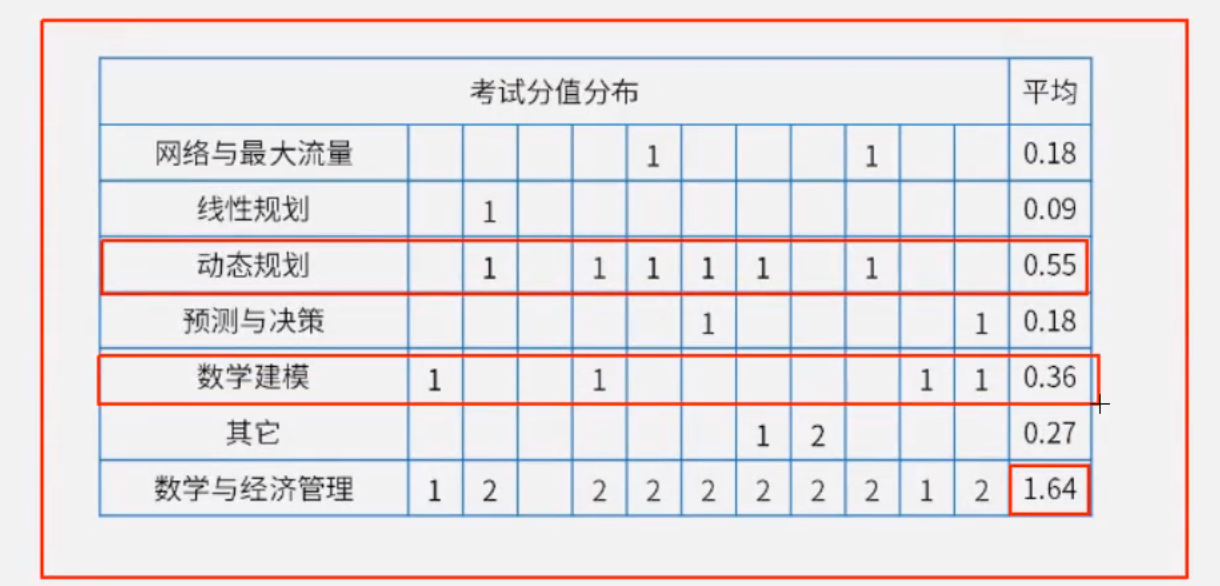 考试分值分布 平均
网络与最大流量 1 1 0.18
线性规划 1 0.09
动态规划 1 1 1 1 1 1 0.55
预测与决策 1 1 0.18
数学建模 1 1 1 1 0.36
其它 1 2 0.27
数学与经济管理 1 2 2 2 2 2 2 2 1 2 1.64